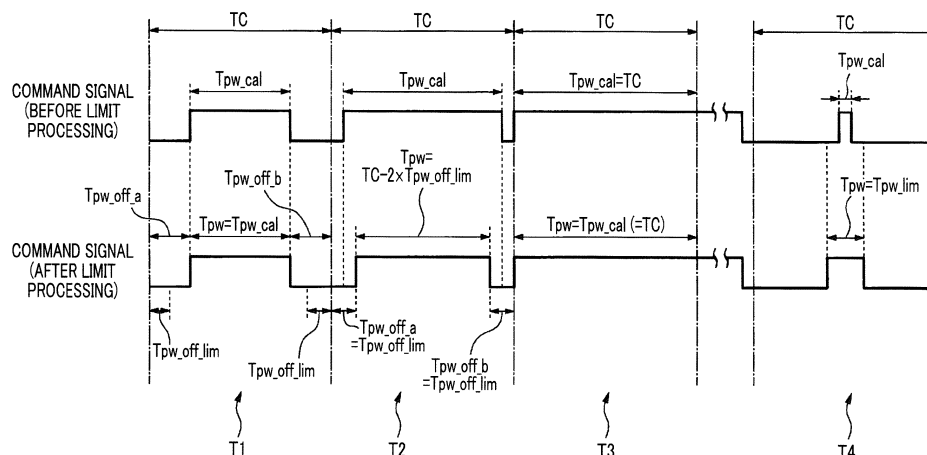 TC TC TC TC
Tpw_cal Tpw_cal Tpw_cal=TC Tpw_cal
COMMAND SIGNAL
(BEFORE LIMIT
PROCESSING)
Tpw_off_a
Tpw_off_b
Tpw=
TC-2×Tpw_off_lim
Tpw=Tpw_lim
Tpw=Tpw_cal
Tpw=Tpw_cal (=TC)
COMMAND SIGNAL
(AFTER LIMIT
PROCESSING)
Tpw_off_lim
Tpw_off_lim
Tpw_off_a
=Tpw_off_lim
Tpw_off_b
=Tpw_off_lim
T1 T2 T3 T4